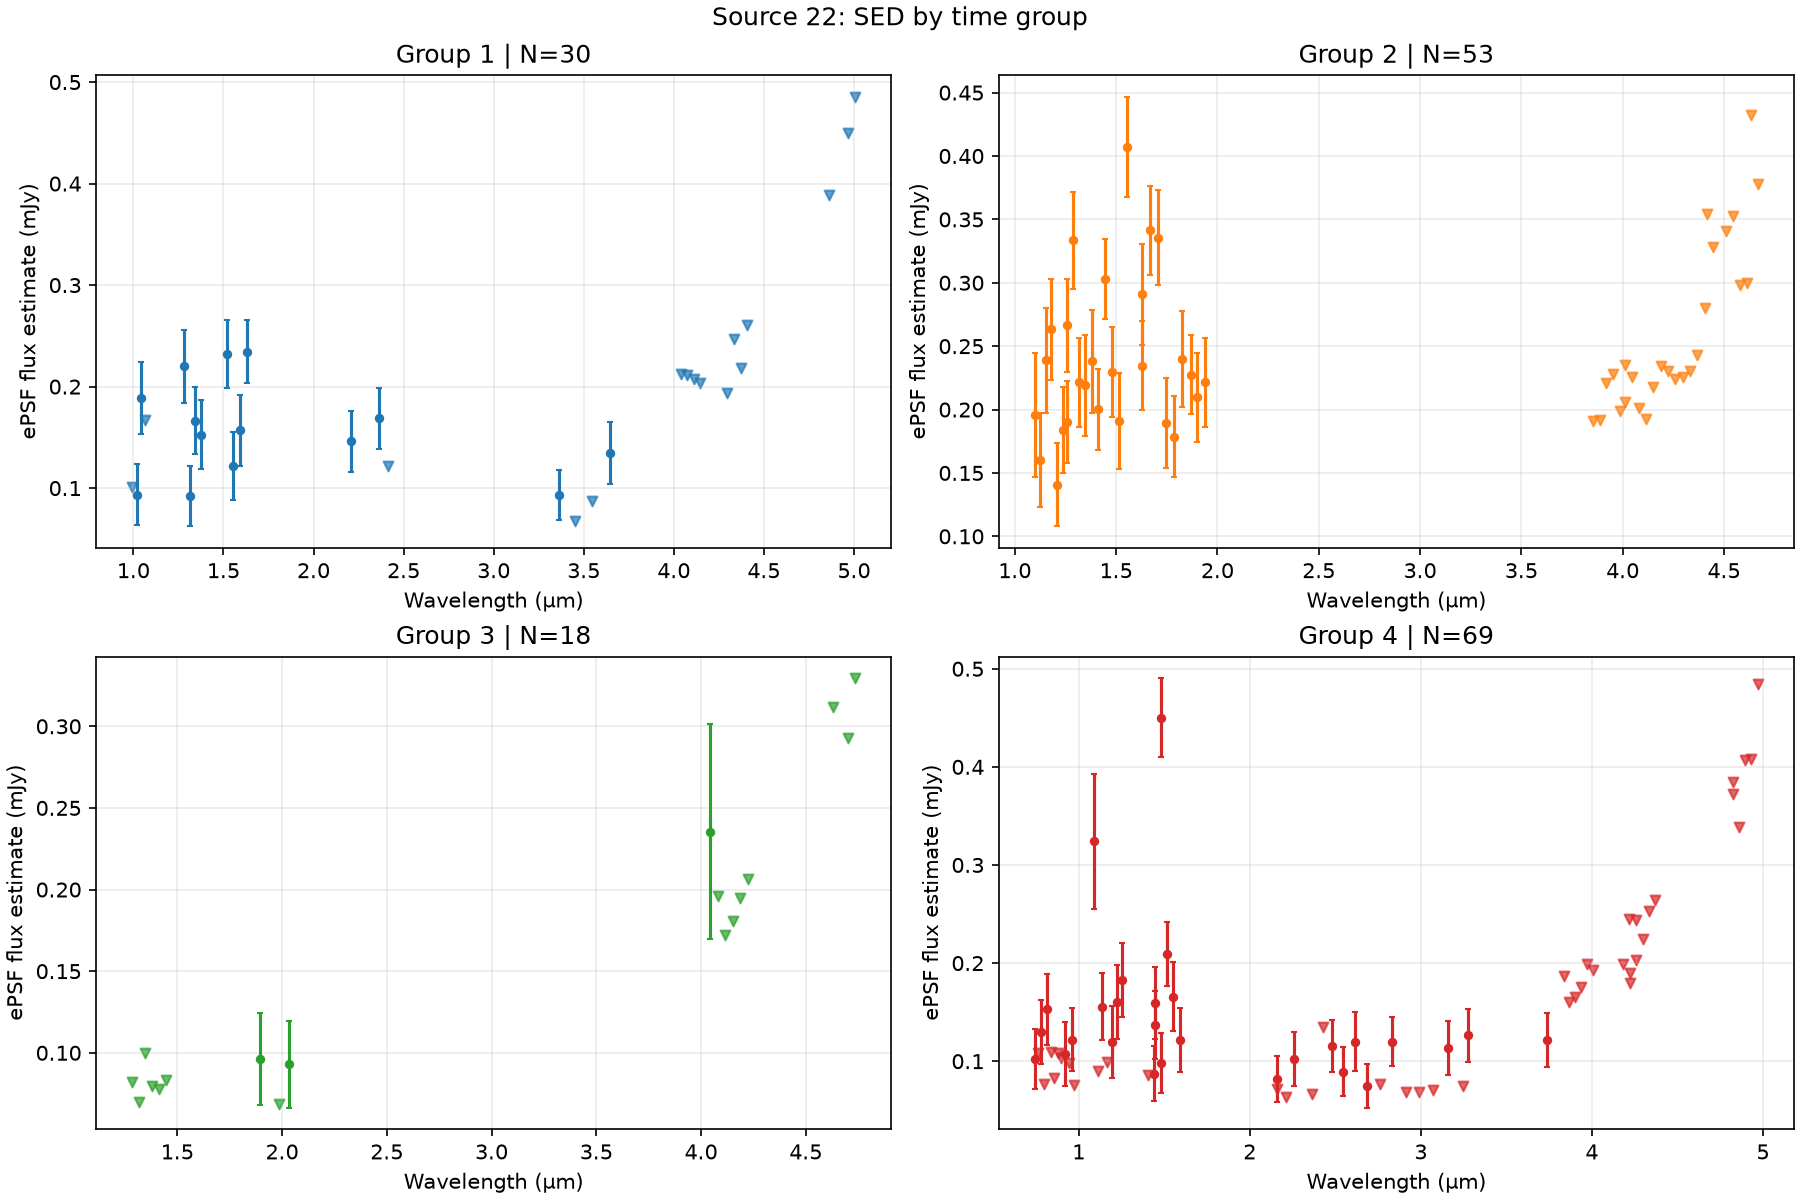 Source 22: SED by time group
Group 1 | N=30
ePSF flux estimate (mJy)
0.5
0.4
0.3
0.2
0.1
1.0 1.5 2.0 2.5 3.0 3.5 4.0 4.5 5.0
Wavelength (µm)
Group 2 | N=53
ePSF flux estimate (mJy)
0.45
0.40
0.35
0.30
0.25
0.20
0.15
0.10
1.0 1.5 2.0 2.5 3.0 3.5 4.0 4.5
Wavelength (µm)
Group 3 | N=18
ePSF flux estimate (mJy)
0.30
0.25
0.20
0.15
0.10
1.5 2.0 2.5 3.0 3.5 4.0 4.5
Wavelength (µm)
Group 4 | N=69
ePSF flux estimate (mJy)
0.5
0.4
0.3
0.2
0.1
1 2 3 4 5
Wavelength (µm)